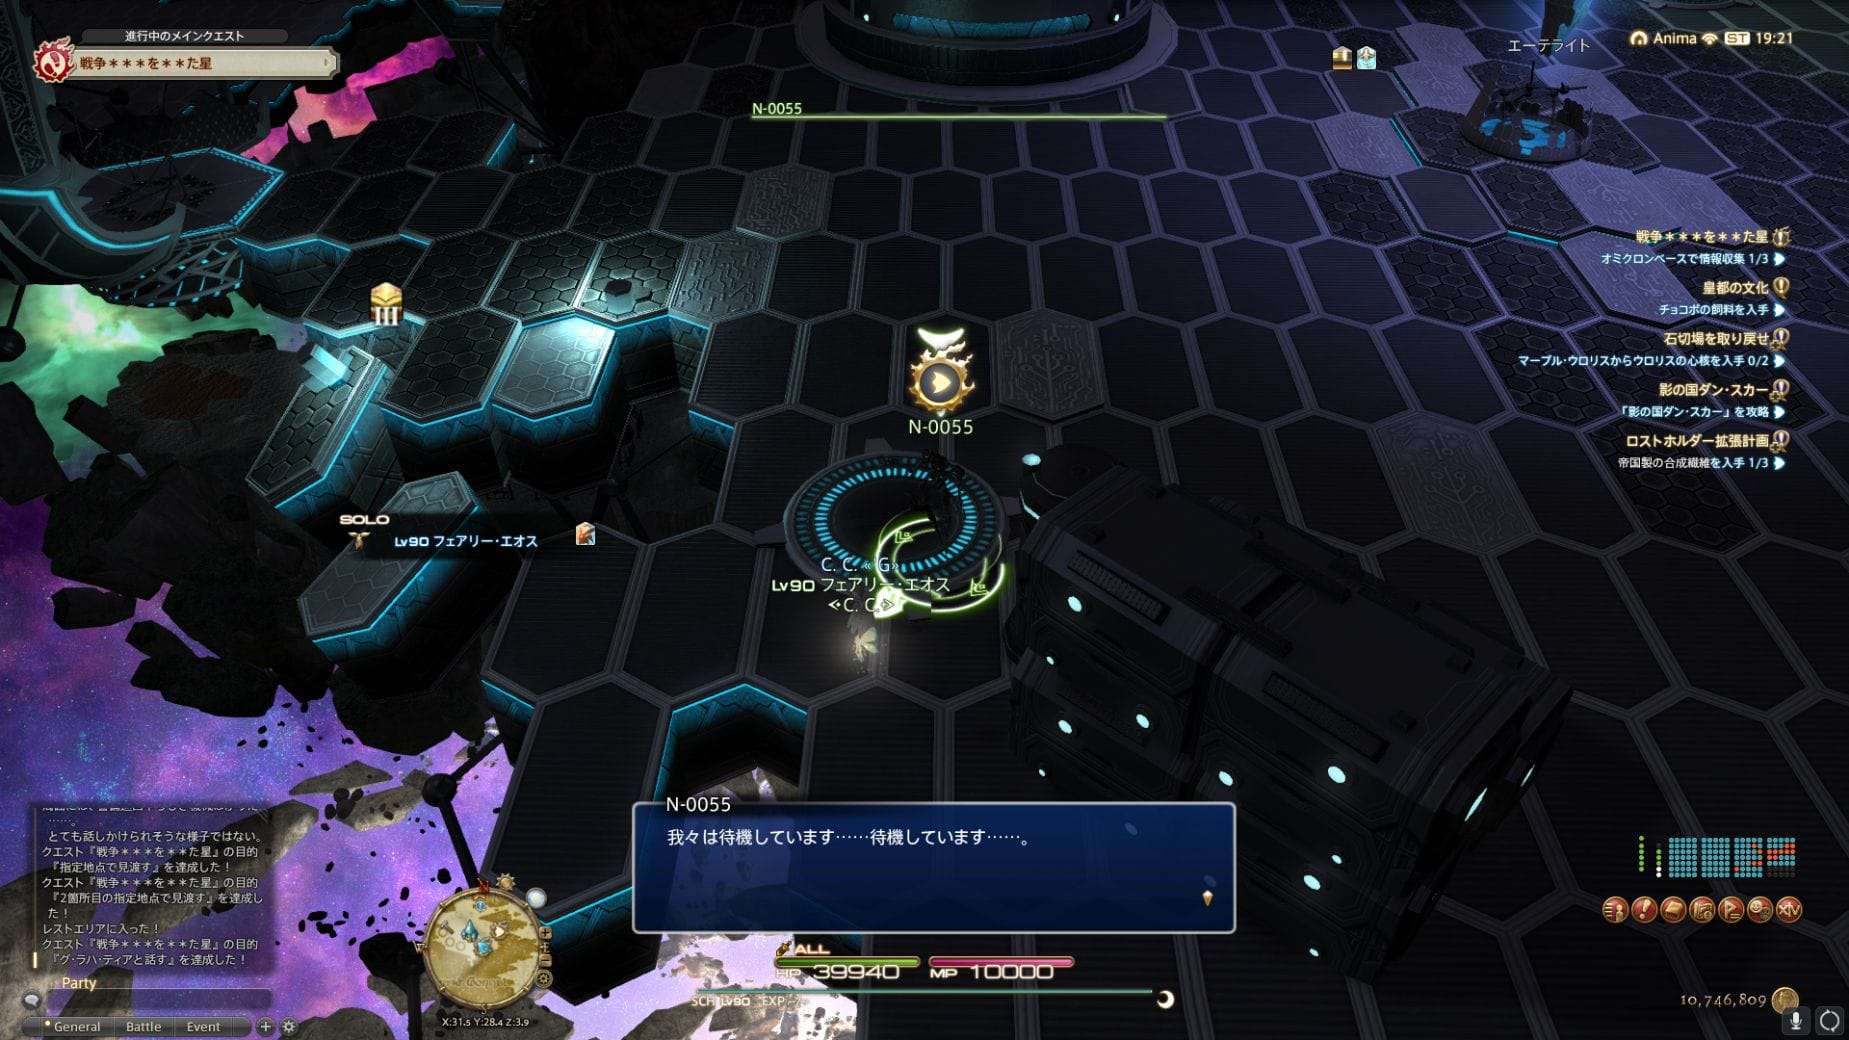 進行中のメインクエスト
戦争＊＊＊を＊＊た星
N-0055
エーテライト
Anima ST 19:21
戦争＊＊＊を＊＊た星
オミクロンベースで情報収集 1/3
皇都の文化
チョコボの飼料を入手
石切場を取り戻せ
マーブル・ウロリスからウロリスの心核を入手 0/2
影の国ダン・スカー
「影の国ダン・スカー」を攻略
ロストホルダー拡張計画
帝国製の合成繊維を入手 1/3
N-0055
SOLO
Lv90 フェアリー・エオス
C. C. «G»
Lv90 フェアリー・エオス
C. C.
N-0055
我々は待機しています……待機しています……。
……。
とても話しかけられそうな様子ではない。
クエスト『戦争＊＊＊を＊＊た星』の目的
『指定地点で見渡す』を達成した！
クエスト『戦争＊＊＊を＊＊た星』の目的
『2箇所目の指定地点で見渡す』を達成し
た！
レストエリアに入った！
クエスト『戦争＊＊＊を＊＊た星』の目的
『グ・ラハ・ティアと話す』を達成した！
Party
General Battle Event
X:31.5 Y:28.4 Z:3.9
ALL
HP 39940 MP 10000
SCH Lv90 EXP
10,746,809